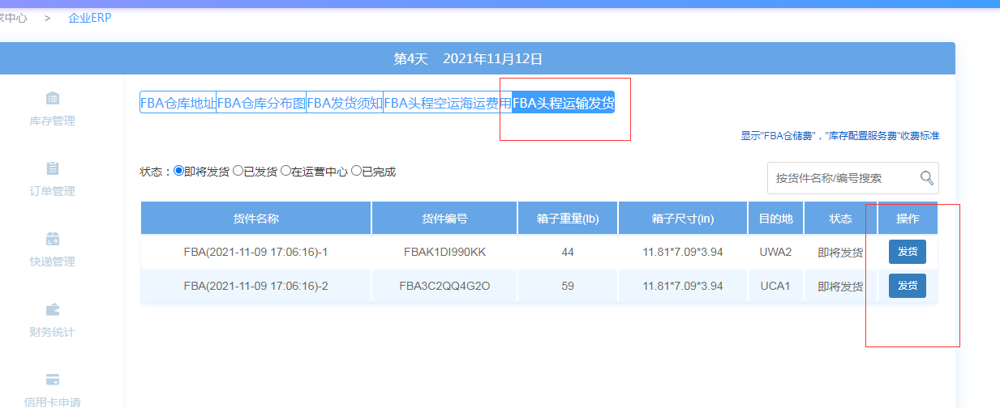 家中心 > 企业ERP
第4天 2021年11月12日
库存管理
订单管理
快递管理
财务统计
信用卡申请
FBA仓库地址 FBA仓库分布图 FBA发货须知 FBA头程空运海运费用 FBA头程运输发货
显示"FBA仓储费"，"库存配置服务费"收费标准
状态：即将发货 已发货 在运营中心 已完成
按货件名称/编号搜索
货件名称 货件编号 箱子重量(lb) 箱子尺寸(in) 目的地 状态 操作
FBA(2021-11-09 17:06:16)-1 FBAK1DI990KK 44 11.81*7.09*3.94 UWA2 即将发货 发货
FBA(2021-11-09 17:06:16)-2 FBA3C2QQ4G2O 59 11.81*7.09*3.94 UCA1 即将发货 发货